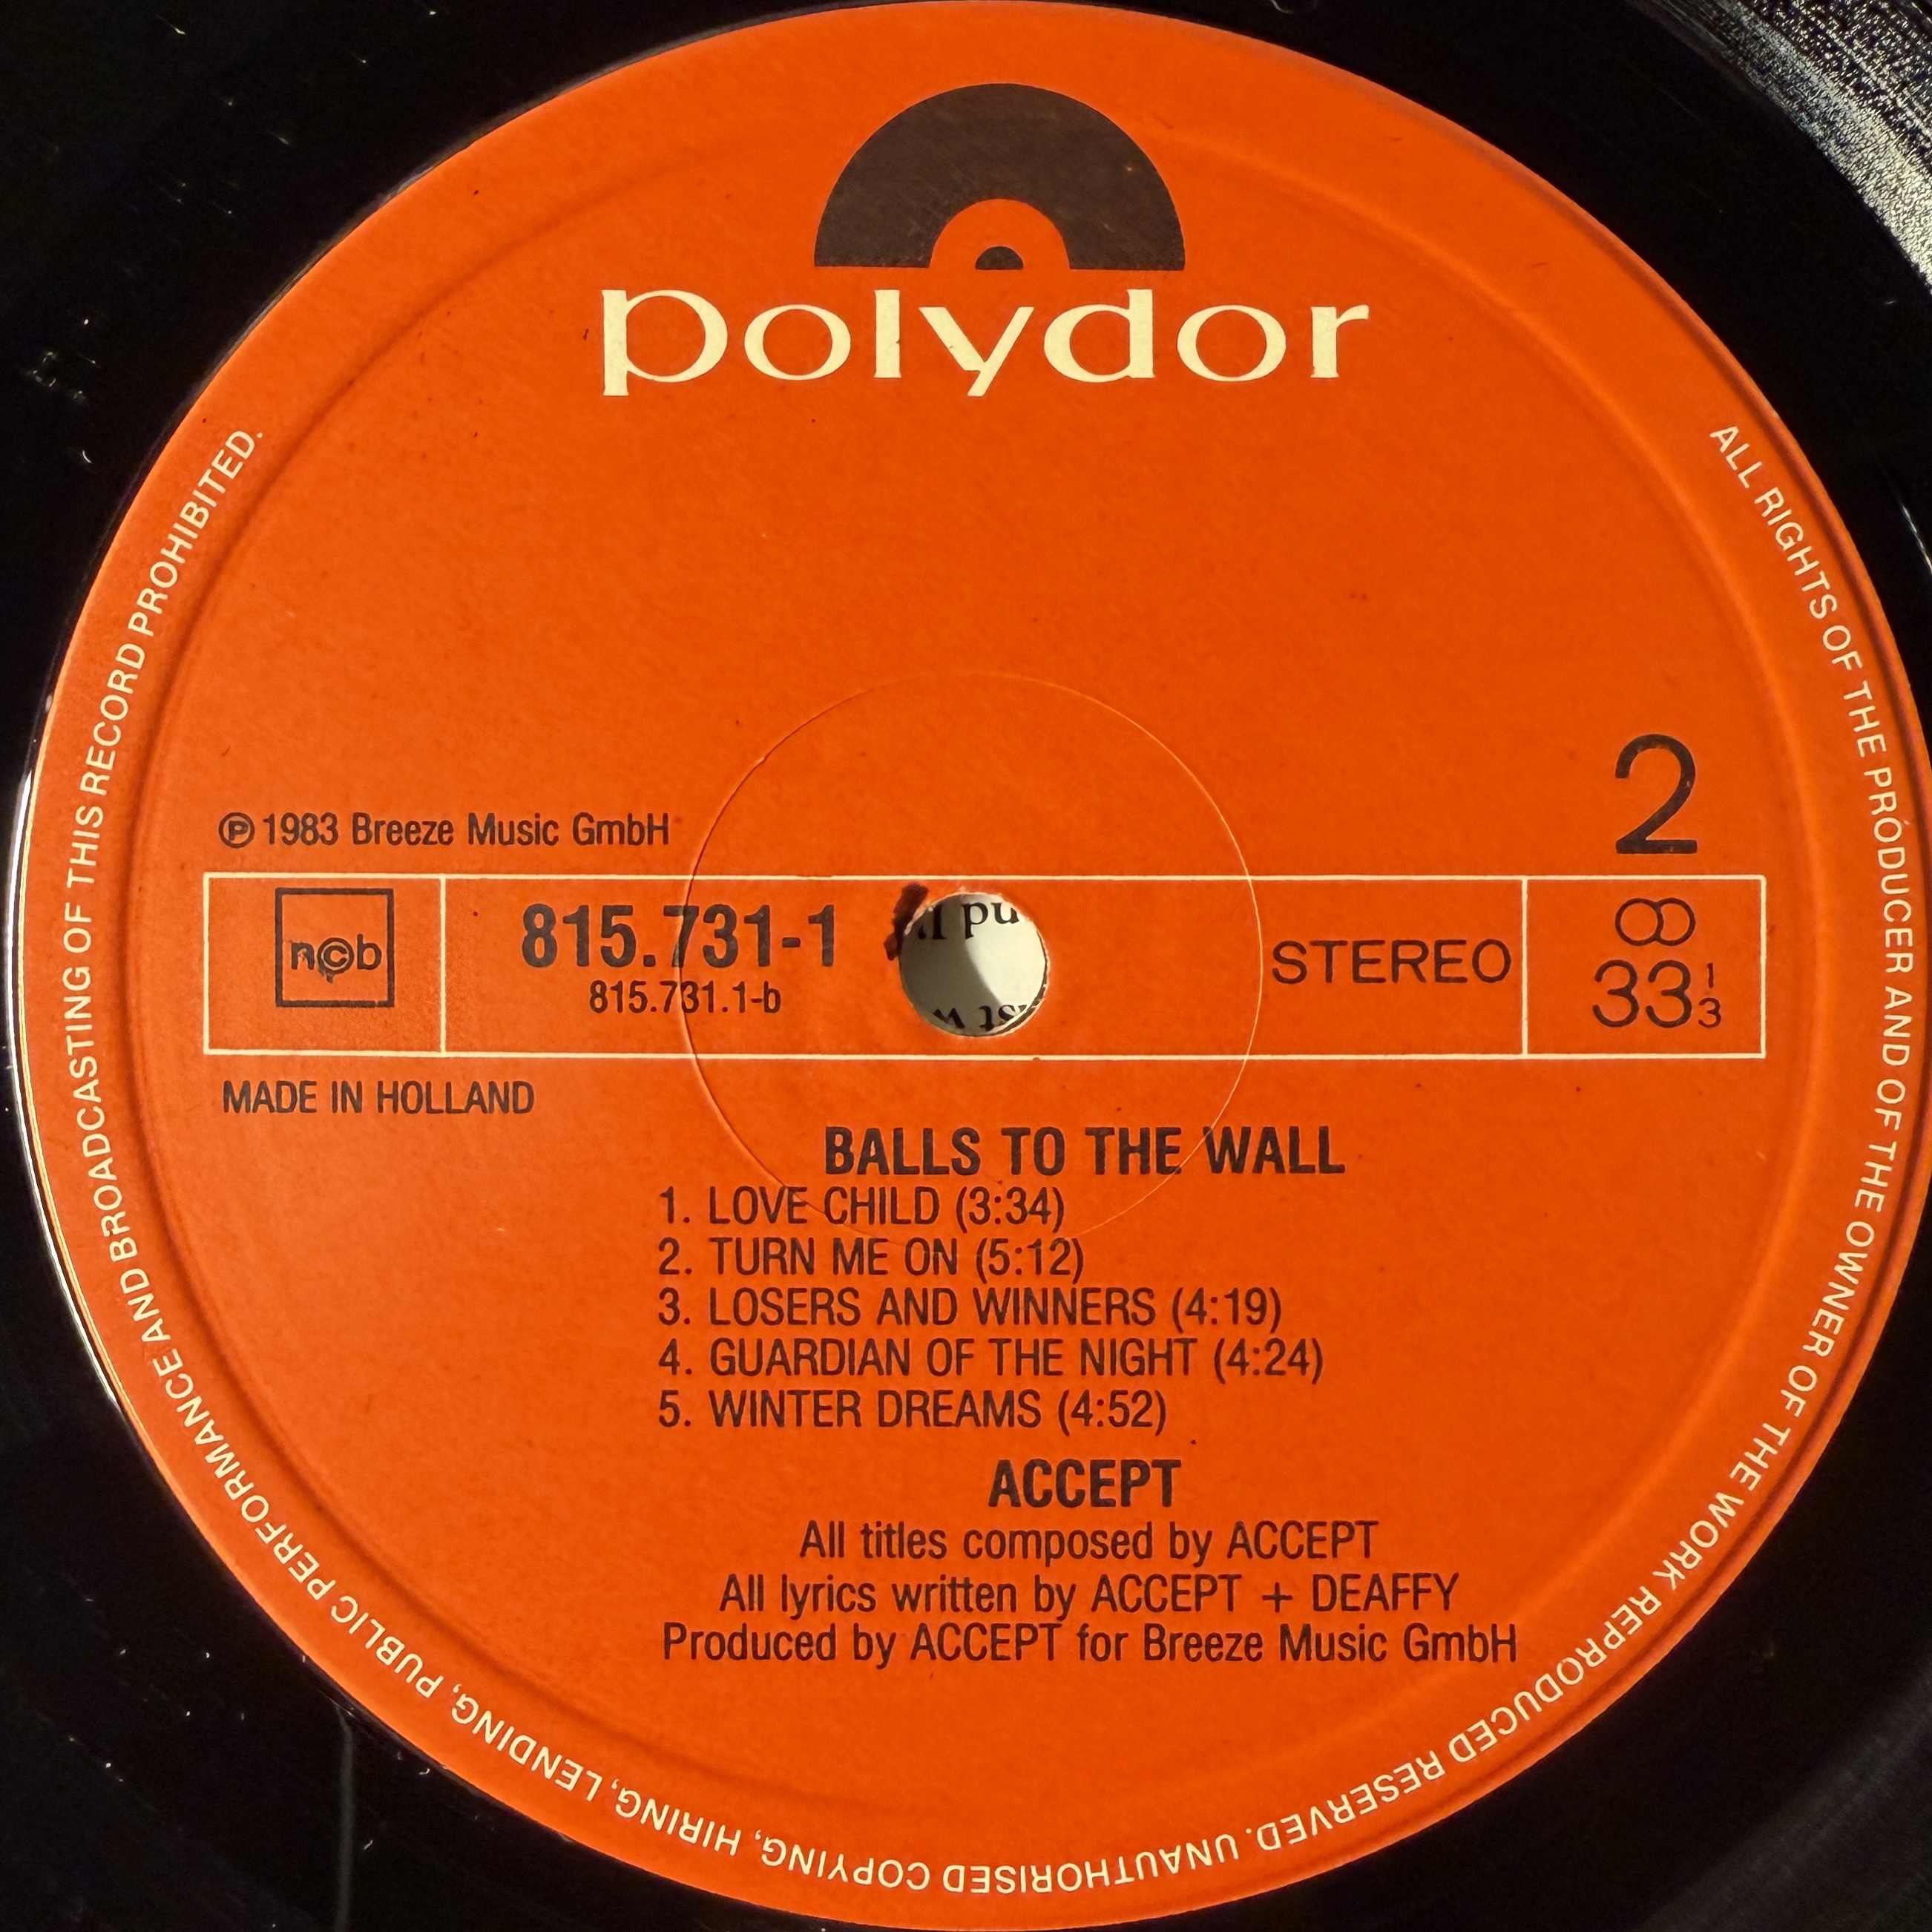 polydor
ALL RIGHTS OF THE PRODUCER AND OF THE OWNER OF THE WORK REPRODUCED RESERVED. UNAUTHORISED COPYING, HIRING, LENDING, PUBLIC PERFORMANCE AND BROADCASTING OF THIS RECORD PROHIBITED.
2
℗ 1983 Breeze Music GmbH
n©b
815.731-1
815.731.1-b
STEREO
33 1/3
MADE IN HOLLAND
BALLS TO THE WALL
1. LOVE CHILD (3:34)
2. TURN ME ON (5:12)
3. LOSERS AND WINNERS (4:19)
4. GUARDIAN OF THE NIGHT (4:24)
5. WINTER DREAMS (4:52)
ACCEPT
All titles composed by ACCEPT
All lyrics written by ACCEPT + DEAFFY
Produced by ACCEPT for Breeze Music GmbH